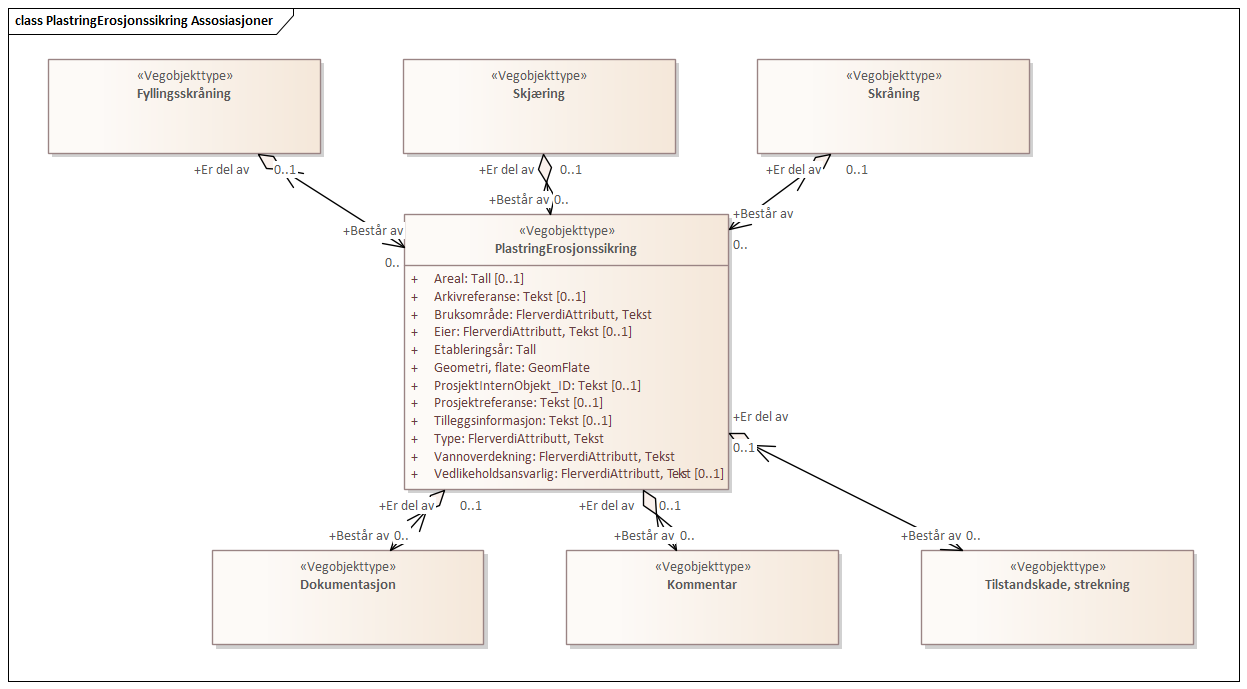 class PlastringErosjonssikring Assosiasjoner
«Vegobjekttype»
Fyllingsskråning
«Vegobjekttype»
Skjæring
«Vegobjekttype»
Skråning
+Er del av
0..1
+Er del av
0..1
+Er del av
0..1
+Består av
0..
+Består av 0..
+Består av
0..
«Vegobjekttype»
PlastringErosjonssikring
+ Areal: Tall [0..1]
+ Arkivreferanse: Tekst [0..1]
+ Bruksområde: FlerverdiAttributt, Tekst
+ Eier: FlerverdiAttributt, Tekst [0..1]
+ Etableringsår: Tall
+ Geometri, flate: GeomFlate
+ ProsjektInternObjekt_ID: Tekst [0..1]
+ Prosjektreferanse: Tekst [0..1]
+ Tilleggsinformasjon: Tekst [0..1]
+ Type: FlerverdiAttributt, Tekst
+ Vannoverdekning: FlerverdiAttributt, Tekst
+ Vedlikeholdsansvarlig: FlerverdiAttributt, Tekst [0..1]
+Er del av
0..1
+Er del av
0..1
+Er del av
0..1
+Består av 0..
+Består av 0..
+Består av 0..
«Vegobjekttype»
Dokumentasjon
«Vegobjekttype»
Kommentar
«Vegobjekttype»
Tilstandskade, strekning